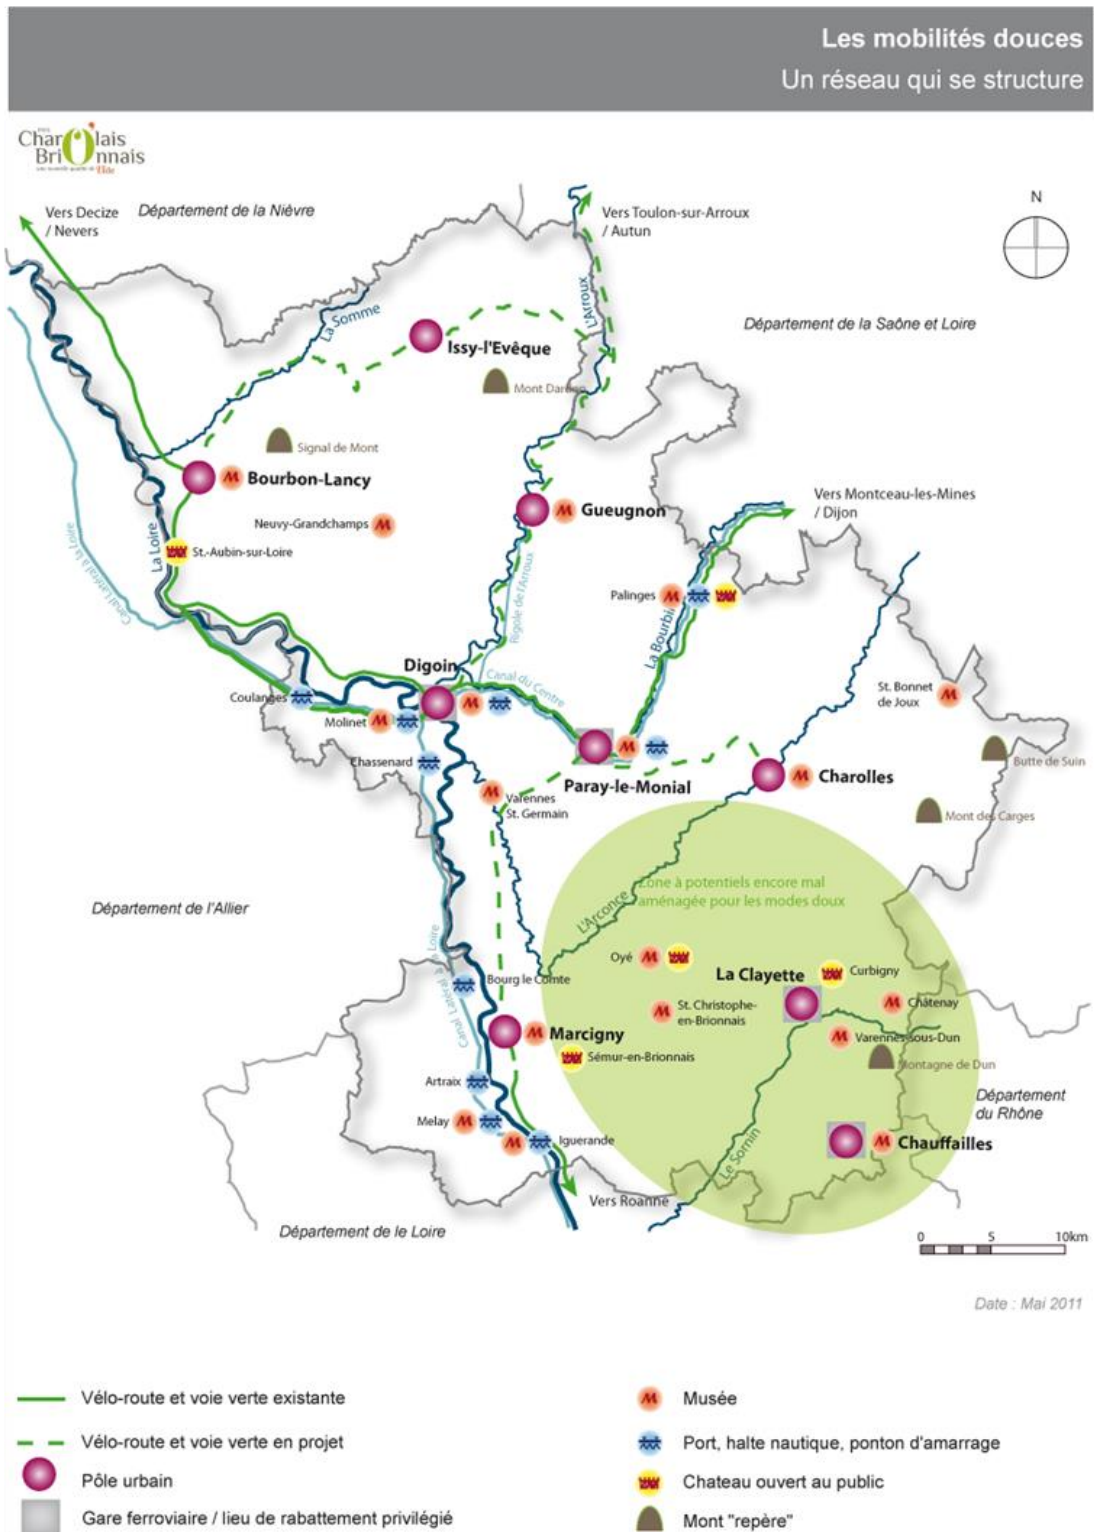 Les mobilités douces
Un réseau qui se structure
Pays
Charolais
Brionnais
Vers Decize
/ Nevers
Département de la Nièvre
Vers Toulon-sur-Arroux
/ Autun
N
La Somme
L'Arroux
Département de la Saône et Loire
Issy-l'Evêque
Mont Dardon
Signal de Mont
Bourbon-Lancy
Gueugnon
Vers Montceau-les-Mines
/ Dijon
Neuvy-Grandchamps
La Loire
St.-Aubin-sur-Loire
Canal Latéral à la Loire
Rigole de l'Arroux
Palinges
La Bourbi
Digoin
Canal du Centre
Coulanges
Molinet
St. Bonnet
de Joux
Chassenard
Paray-le-Monial
Charolles
Butte de Suin
Varennes
St. Germain
Mont des Carges
Zone à potentiels encore mal
aménagée pour les modes doux
L'Arconce
Département de l'Allier
Oyé
La Clayette
Curbigny
Canal Latéral à la Loire
Bourg le Comte
St. Christophe-
en-Brionnais
Châtenay
Marcigny
Varennes-sous-Dun
Sémur-en-Brionnais
Montagne de Dun
Artraix
Département
du Rhône
Melay
Iguerande
Le Sornin
Chauffailles
Vers Roanne
Département de le Loire
0 5 10km
Date : Mai 2011
Vélo-route et voie verte existante
Vélo-route et voie verte en projet
Pôle urbain
Gare ferroviaire / lieu de rabattement privilégié
Musée
Port, halte nautique, ponton d'amarrage
Chateau ouvert au public
Mont "repère"